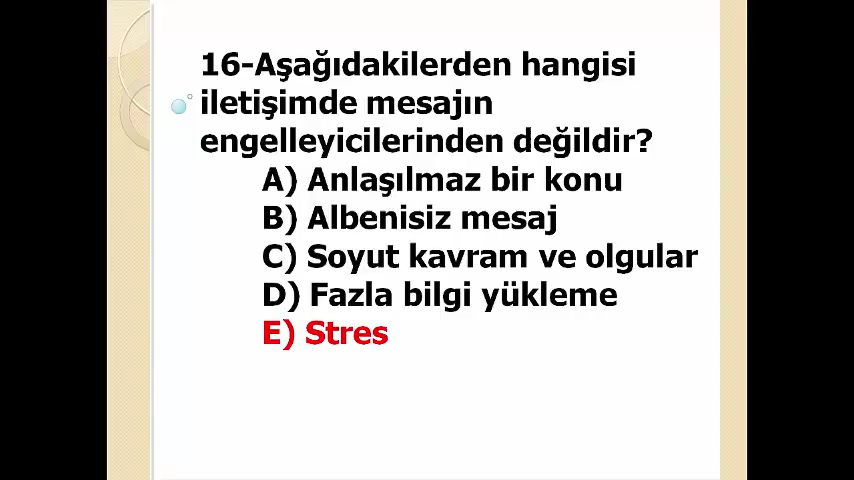 16-Aşağıdakilerden hangisi
iletişimde mesajın
engelleyicilerinden değildir?
A) Anlaşılmaz bir konu
B) Albenisiz mesaj
C) Soyut kavram ve olgular
D) Fazla bilgi yükleme
E) Stres